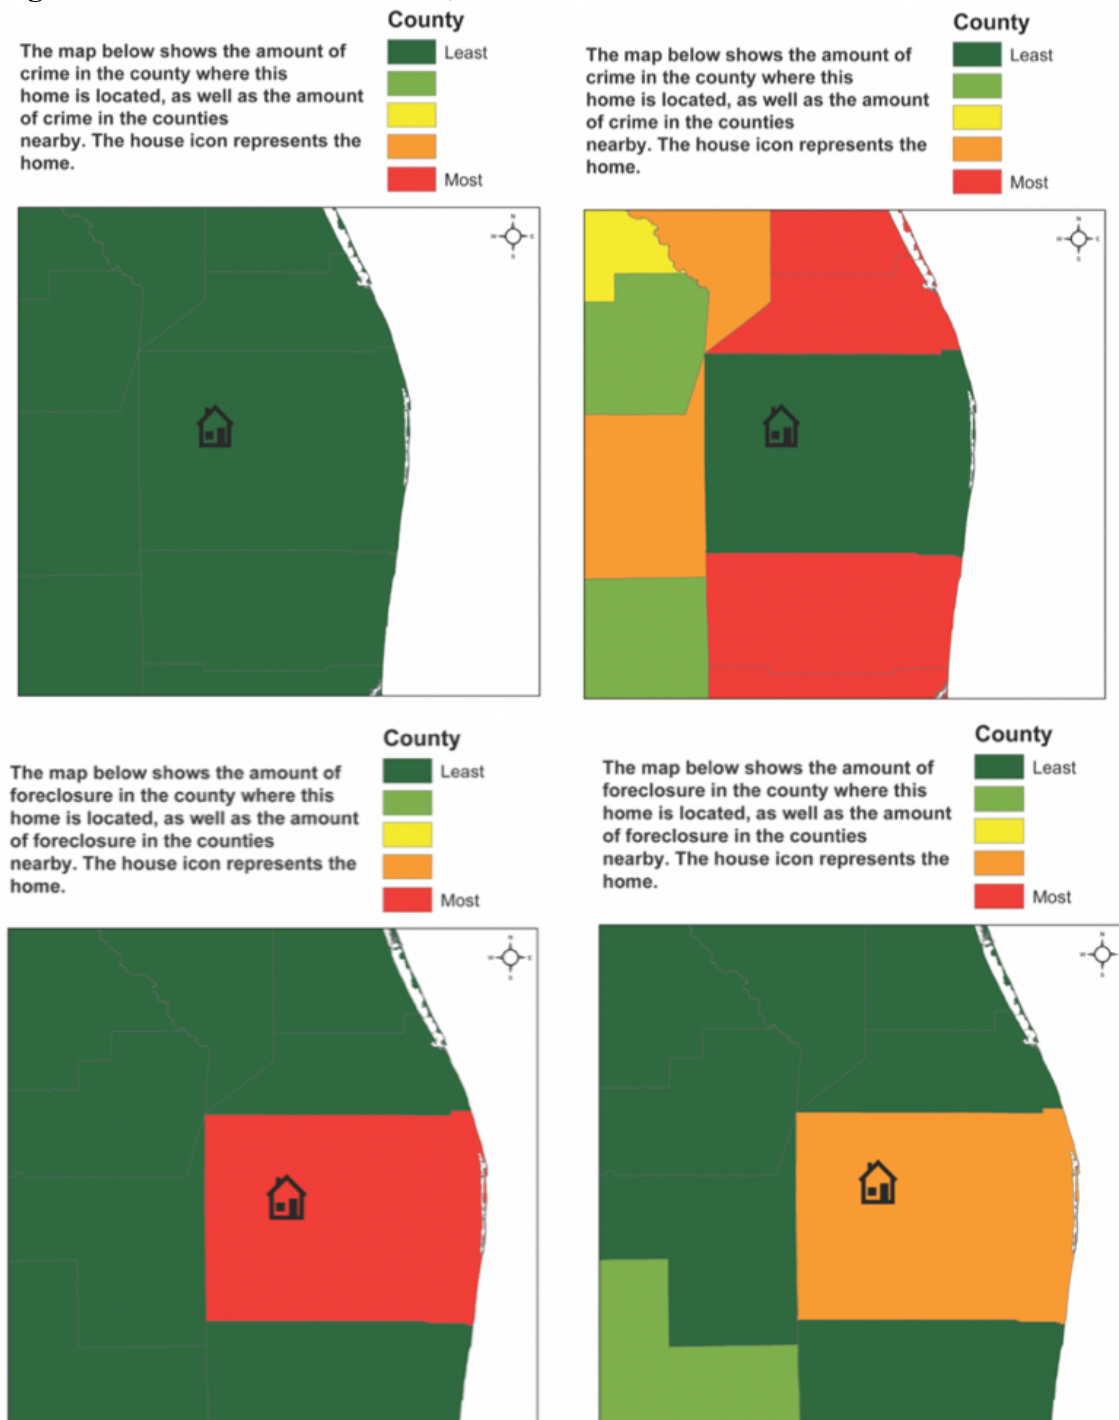 County
The map below shows the amount of
crime in the county where this
home is located, as well as the amount
of crime in the counties
nearby. The house icon represents the
home.
Least
Most
N
W E
S
County
The map below shows the amount of
crime in the county where this
home is located, as well as the amount
of crime in the counties
nearby. The house icon represents the
home.
Least
Most
N
W E
S
County
The map below shows the amount of
foreclosure in the county where this
home is located, as well as the amount
of foreclosure in the counties
nearby. The house icon represents the
home.
Least
Most
N
W E
S
County
The map below shows the amount of
foreclosure in the county where this
home is located, as well as the amount
of foreclosure in the counties
nearby. The house icon represents the
home.
Least
Most
N
W
S